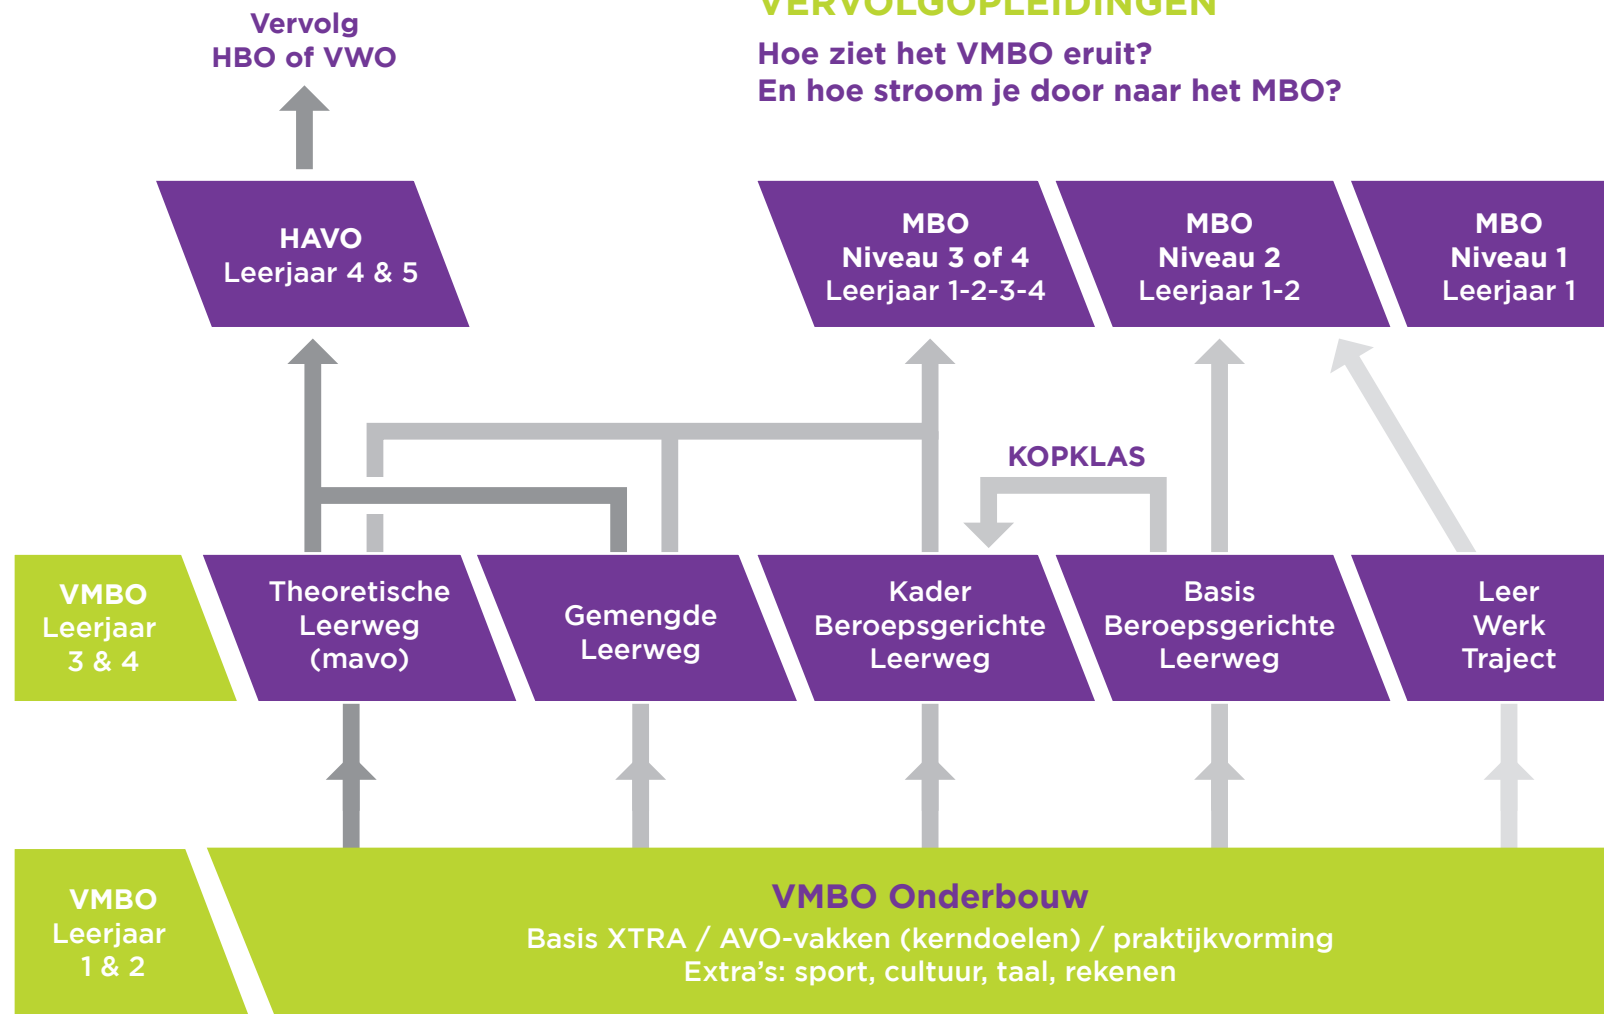 VERVOLGOPLEIDINGEN
Hoe ziet het VMBO eruit?
En hoe stroom je door naar het MBO?
Vervolg
HBO of VWO
HAVO
Leerjaar 4 & 5
MBO
Niveau 3 of 4
Leerjaar 1-2-3-4
MBO
Niveau 2
Leerjaar 1-2
MBO
Niveau 1
Leerjaar 1
KOPKLAS
VMBO
Leerjaar
3 & 4
Theoretische
Leerweg
(mavo)
Gemengde
Leerweg
Kader
Beroepsgerichte
Leerweg
Basis
Beroepsgerichte
Leerweg
Leer
Werk
Traject
VMBO
Leerjaar
1 & 2
VMBO Onderbouw
Basis XTRA / AVO-vakken (kerndoelen) / praktijkvorming
Extra's: sport, cultuur, taal, rekenen